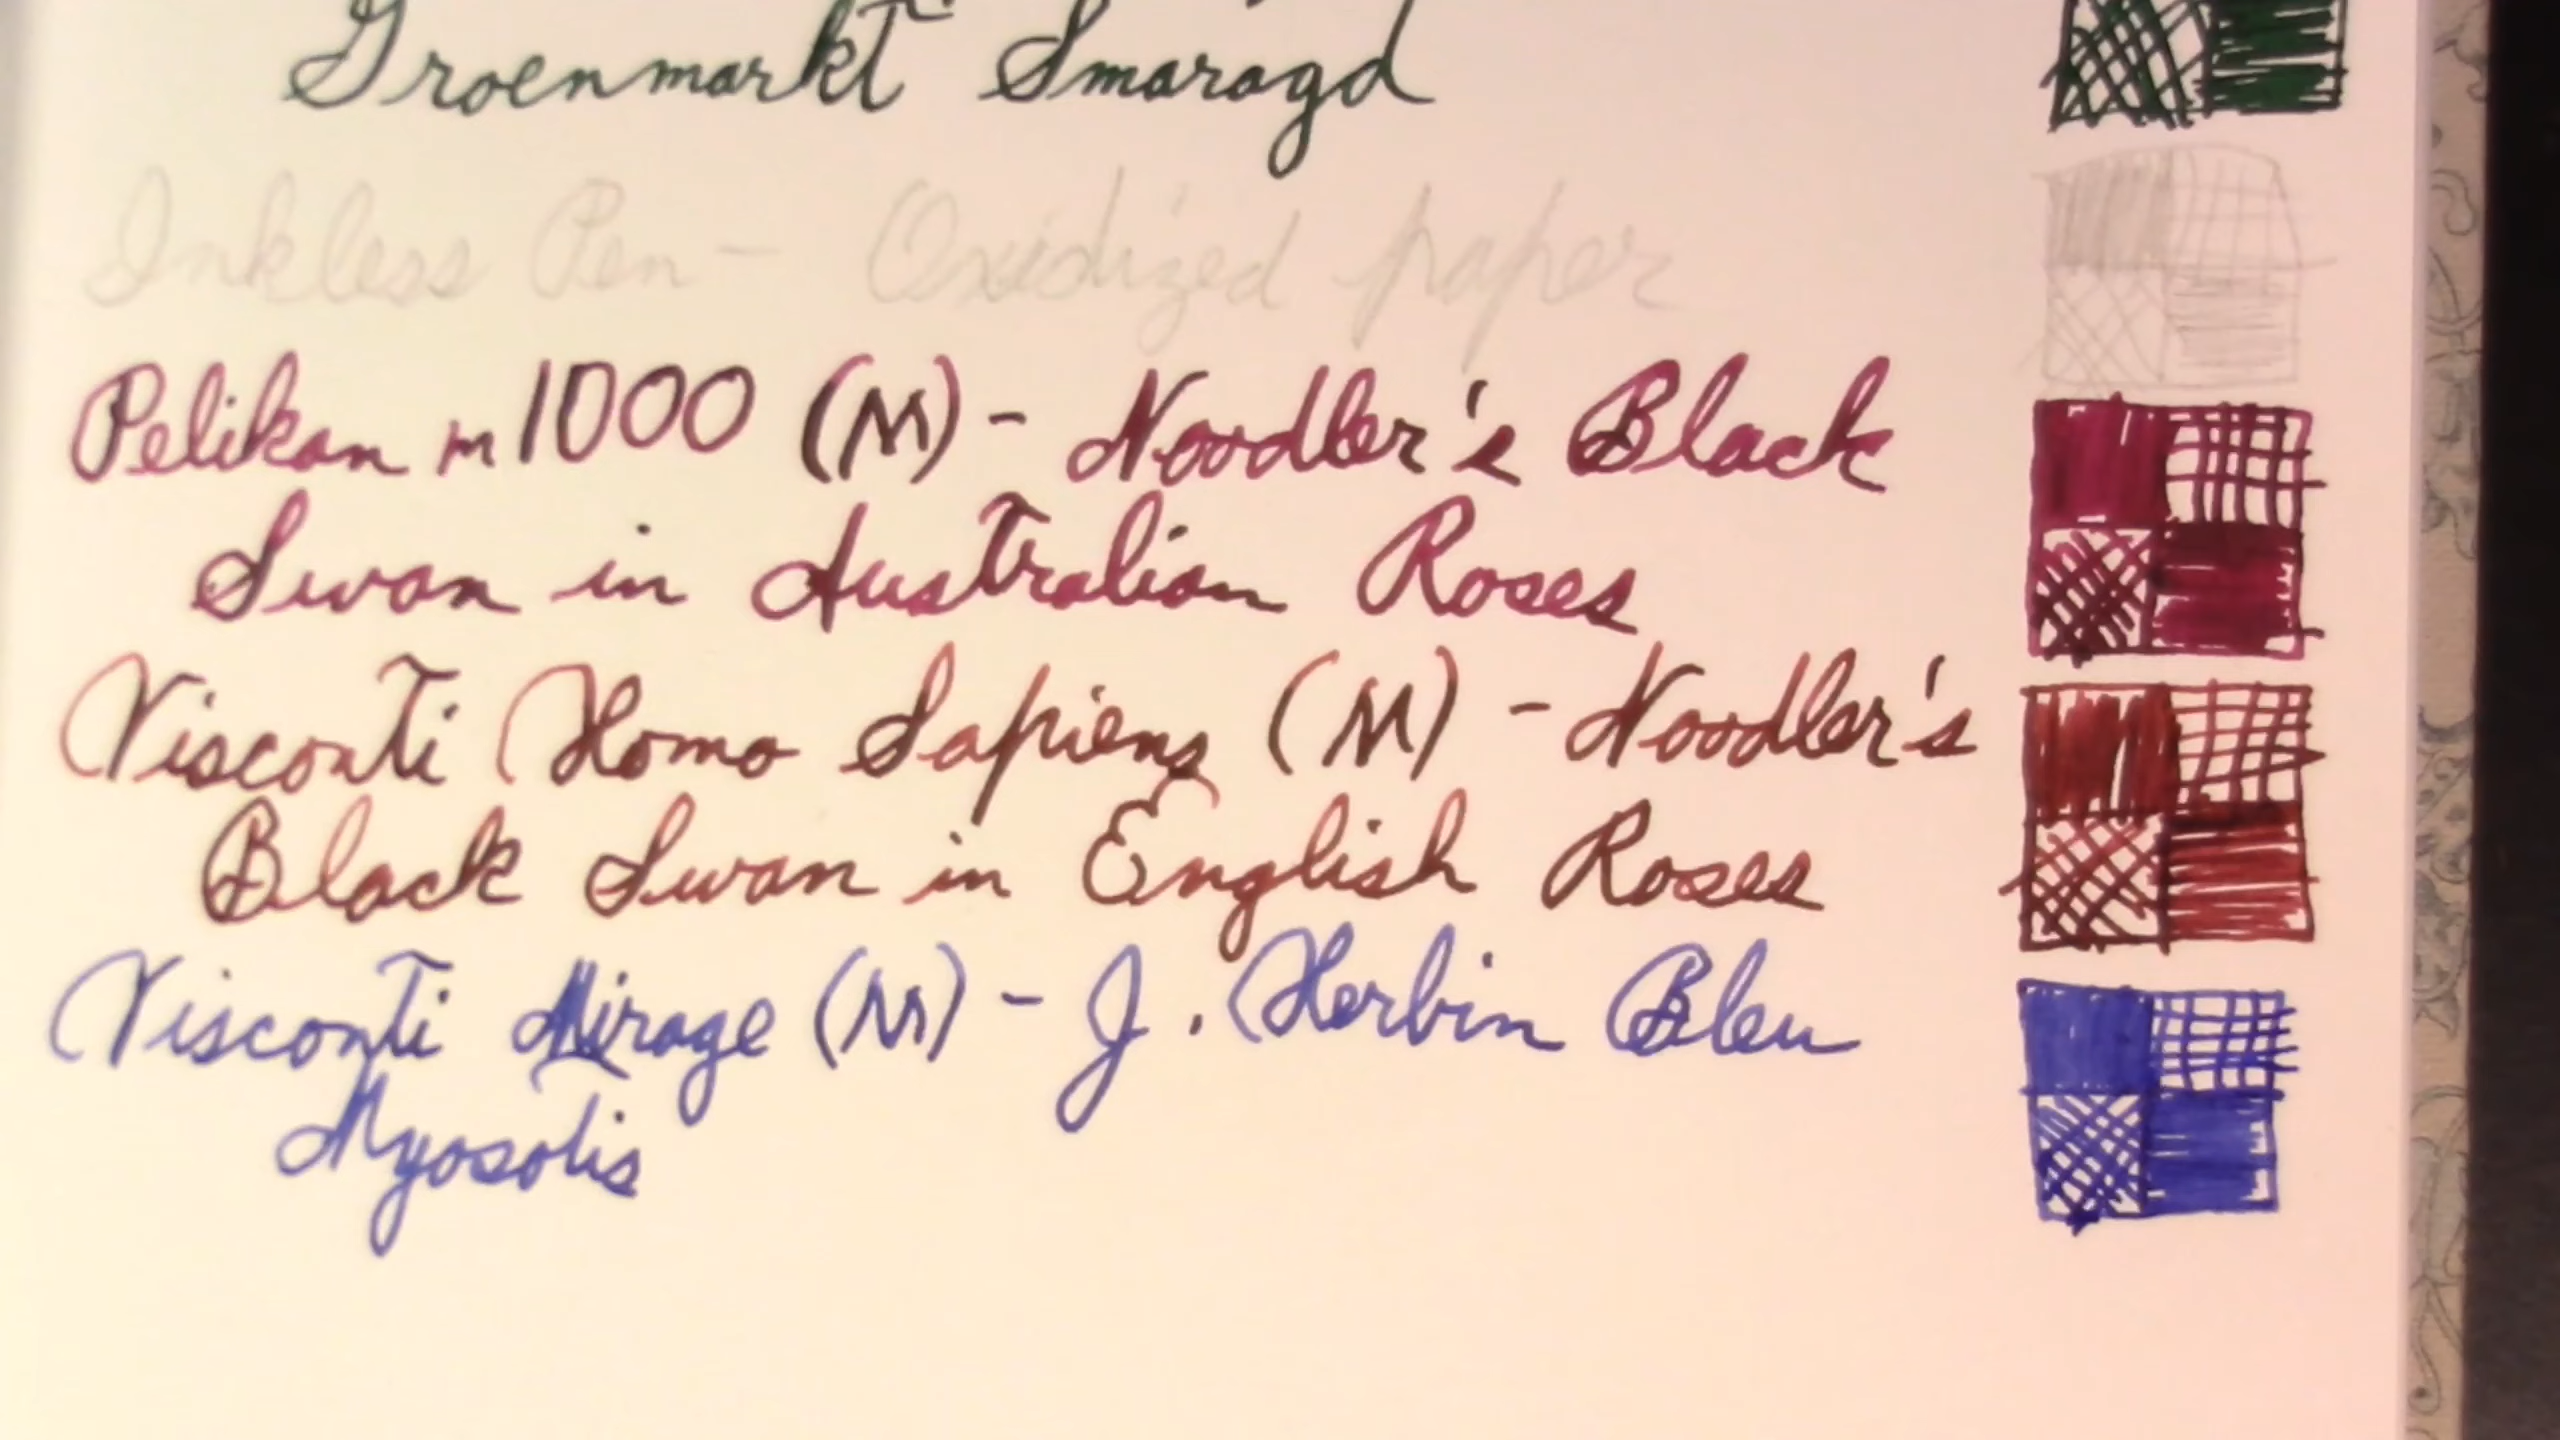 Groenmarkt Smaragd
Inkless Pen - Oxidized paper
Pelikan m1000 (M) - Noodler's Black
Swan in Australian Roses
Visconti Homo Sapiens (M) - Noodler's
Black Swan in English Roses
Visconti Mirage (M) - J. Herbin Bleu
Myosotis